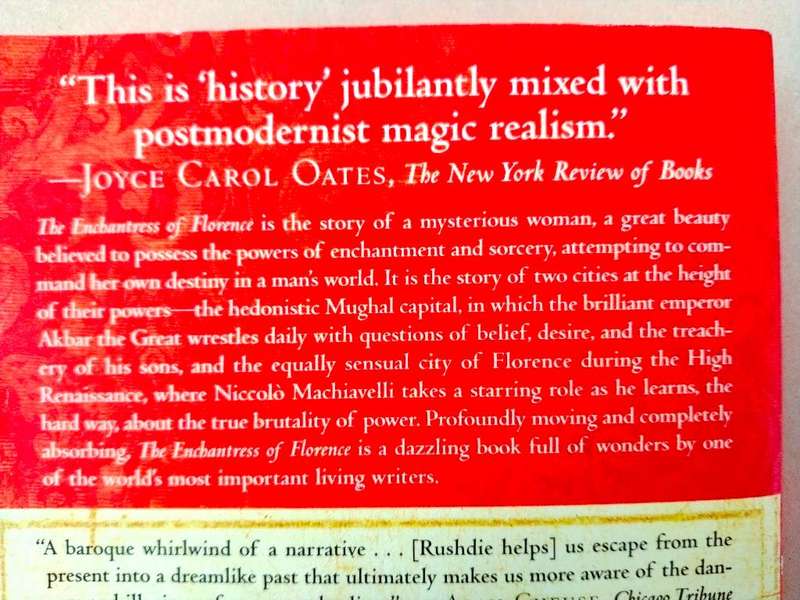 “This is ‘history’ jubilantly mixed with
postmodernist magic realism.”
—JOYCE CAROL OATES, The New York Review of Books
The Enchantress of Florence is the story of a mysterious woman, a great beauty
believed to possess the powers of enchantment and sorcery, attempting to com-
mand her own destiny in a man’s world. It is the story of two cities at the height
of their powers—the hedonistic Mughal capital, in which the brilliant emperor
Akbar the Great wrestles daily with questions of belief, desire, and the treach-
ery of his sons, and the equally sensual city of Florence during the High
Renaissance, where Niccolò Machiavelli takes a starring role as he learns, the
hard way, about the true brutality of power. Profoundly moving and completely
absorbing, The Enchantress of Florence is a dazzling book full of wonders by one
of the world’s most important living writers.
“A baroque whirlwind of a narrative . . . [Rushdie helps] us escape from the
present into a dreamlike past that ultimately makes us more aware of the dan-
Chicago Tribune